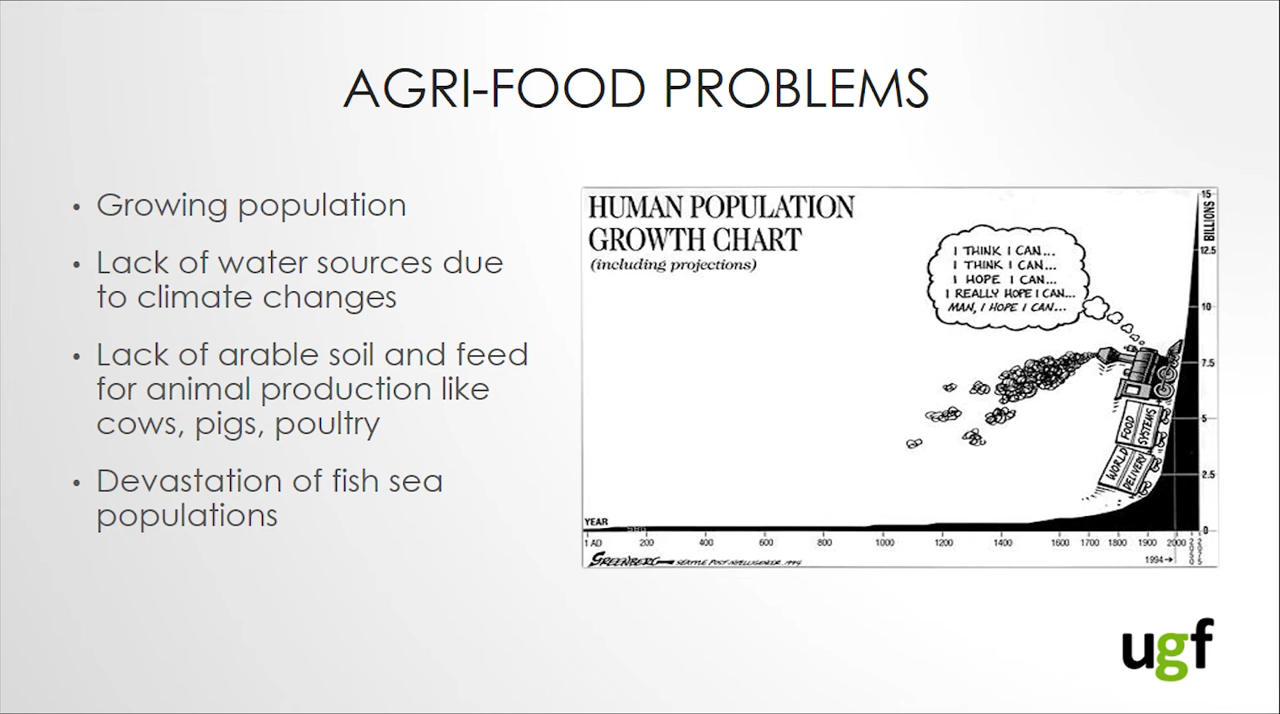 AGRI-FOOD PROBLEMS
• Growing population
• Lack of water sources due
to climate changes
• Lack of arable soil and feed
for animal production like
cows, pigs, poultry
• Devastation of fish sea
populations
HUMAN POPULATION
GROWTH CHART
(including projections)
I THINK I CAN...
I THINK I CAN...
I HOPE I CAN...
I REALLY HOPE I CAN...
MAN, I HOPE I CAN...
WORLD FOOD
DELIVERY SYSTEMS
BILLIONS
15
12.5
10
7.5
5
2.5
0
YEAR
1 AD 200 400 600 800 1000 1200 1400 1600 1700 1800 1900 2000
1994→
GREENBERG SEATTLE POST-INTELLIGENCER, 1994
ugf